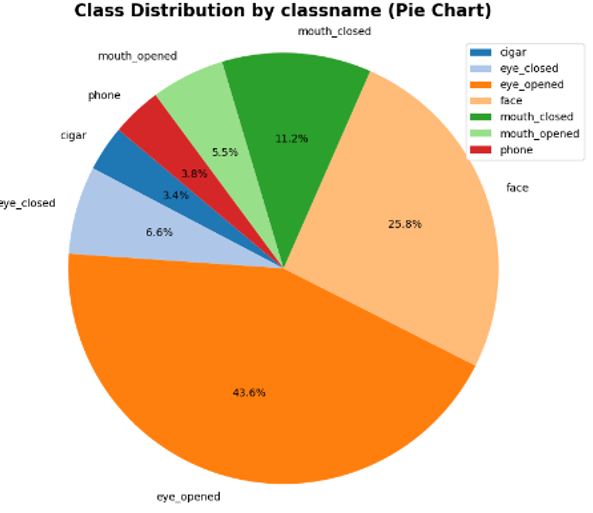 Class Distribution by classname (Pie Chart)
mouth_closed
mouth_opened
phone
cigar
eye_closed
eye_opened
face
11.2%
5.5%
3.8%
3.4%
6.6%
43.6%
25.8%
cigar
eye_closed
eye_opened
face
mouth_closed
mouth_opened
phone